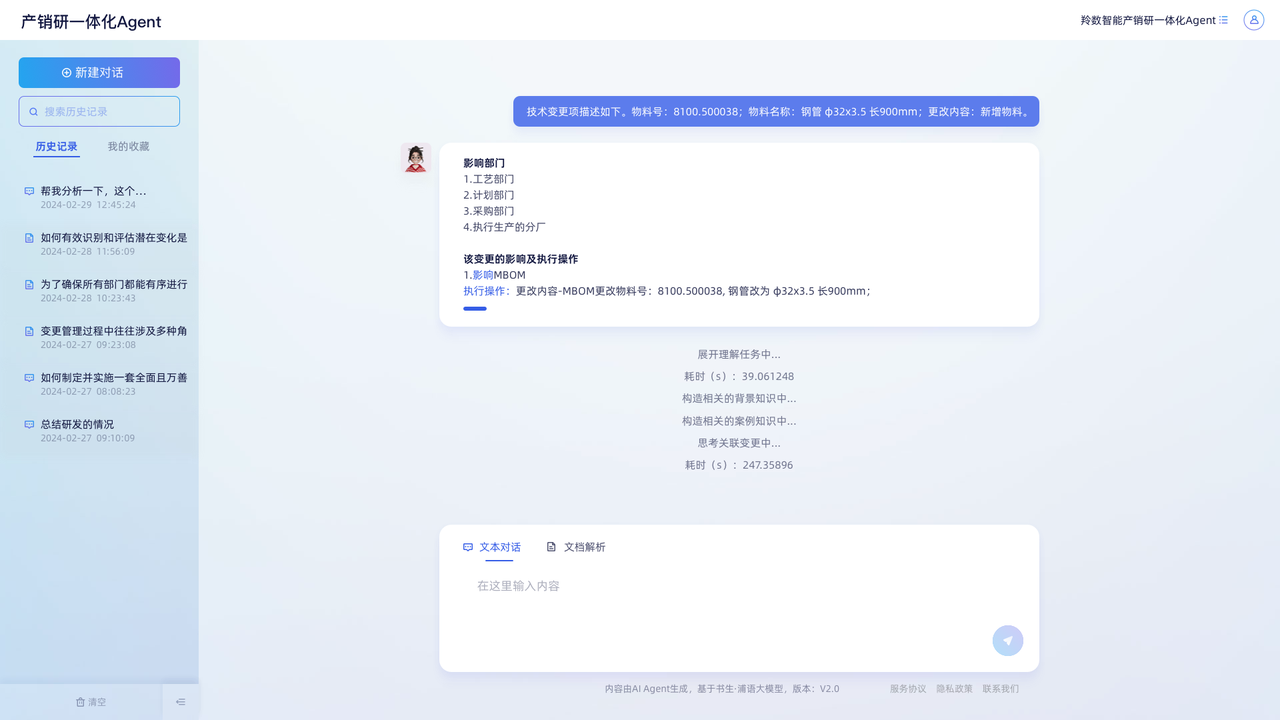 产销研一体化Agent
羚数智能产销研一体化Agent
新建对话
搜索历史记录
历史记录 我的收藏
帮我分析一下，这个...
2024-02-29 12:45:24
如何有效识别和评估潜在变化是
2024-02-28 11:56:09
为了确保所有部门都能有序进行
2024-02-28 10:23:43
变更管理过程中往往涉及多种角
2024-02-27 09:23:08
如何制定并实施一套全面且万善
2024-02-27 08:08:23
总结研发的情况
2024-02-27 09:10:09
清空
技术变更项描述如下。物料号：8100.500038；物料名称：钢管 ф32x3.5 长900mm；更改内容：新增物料。
影响部门
1.工艺部门
2.计划部门
3.采购部门
4.执行生产的分厂
该变更的影响及执行操作
1.影响MBOM
执行操作：更改内容-MBOM更改物料号：8100.500038, 钢管改为 ф32x3.5 长900mm；
展开理解任务中...
耗时（s）：39.061248
构造相关的背景知识中...
构造相关的案例知识中...
思考关联变更中...
耗时（s）：247.35896
文本对话 文档解析
在这里输入内容
内容由AI Agent生成，基于书生·浦语大模型，版本：V2.0
服务协议 隐私政策 联系我们